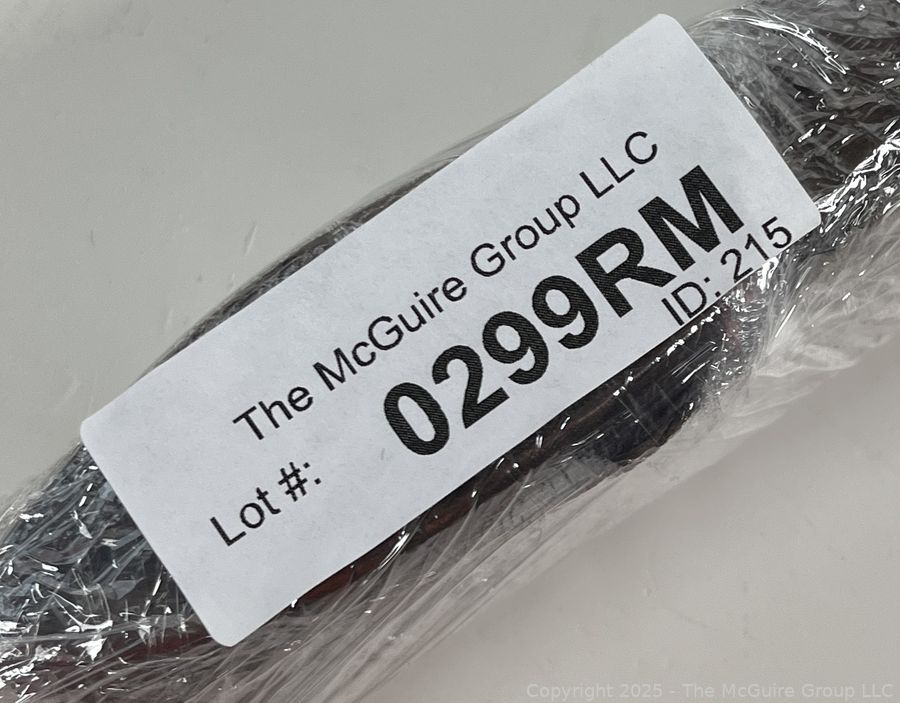 The McGuire Group LLC
Lot #: 0299RM
ID: 215
Copyright 2025 - The McGuire Group LLC